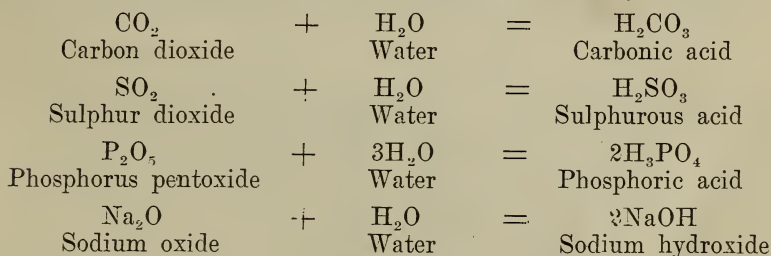 CO₂ + H₂O = H₂CO₃
Carbon dioxide Water Carbonic acid
SO₂ + H₂O = H₂SO₃
Sulphur dioxide Water Sulphurous acid
P₂O₅ + 3H₂O = 2H₃PO₄
Phosphorus pentoxide Water Phosphoric acid
Na₂O + H₂O = 2NaOH
Sodium oxide Water Sodium hydroxide